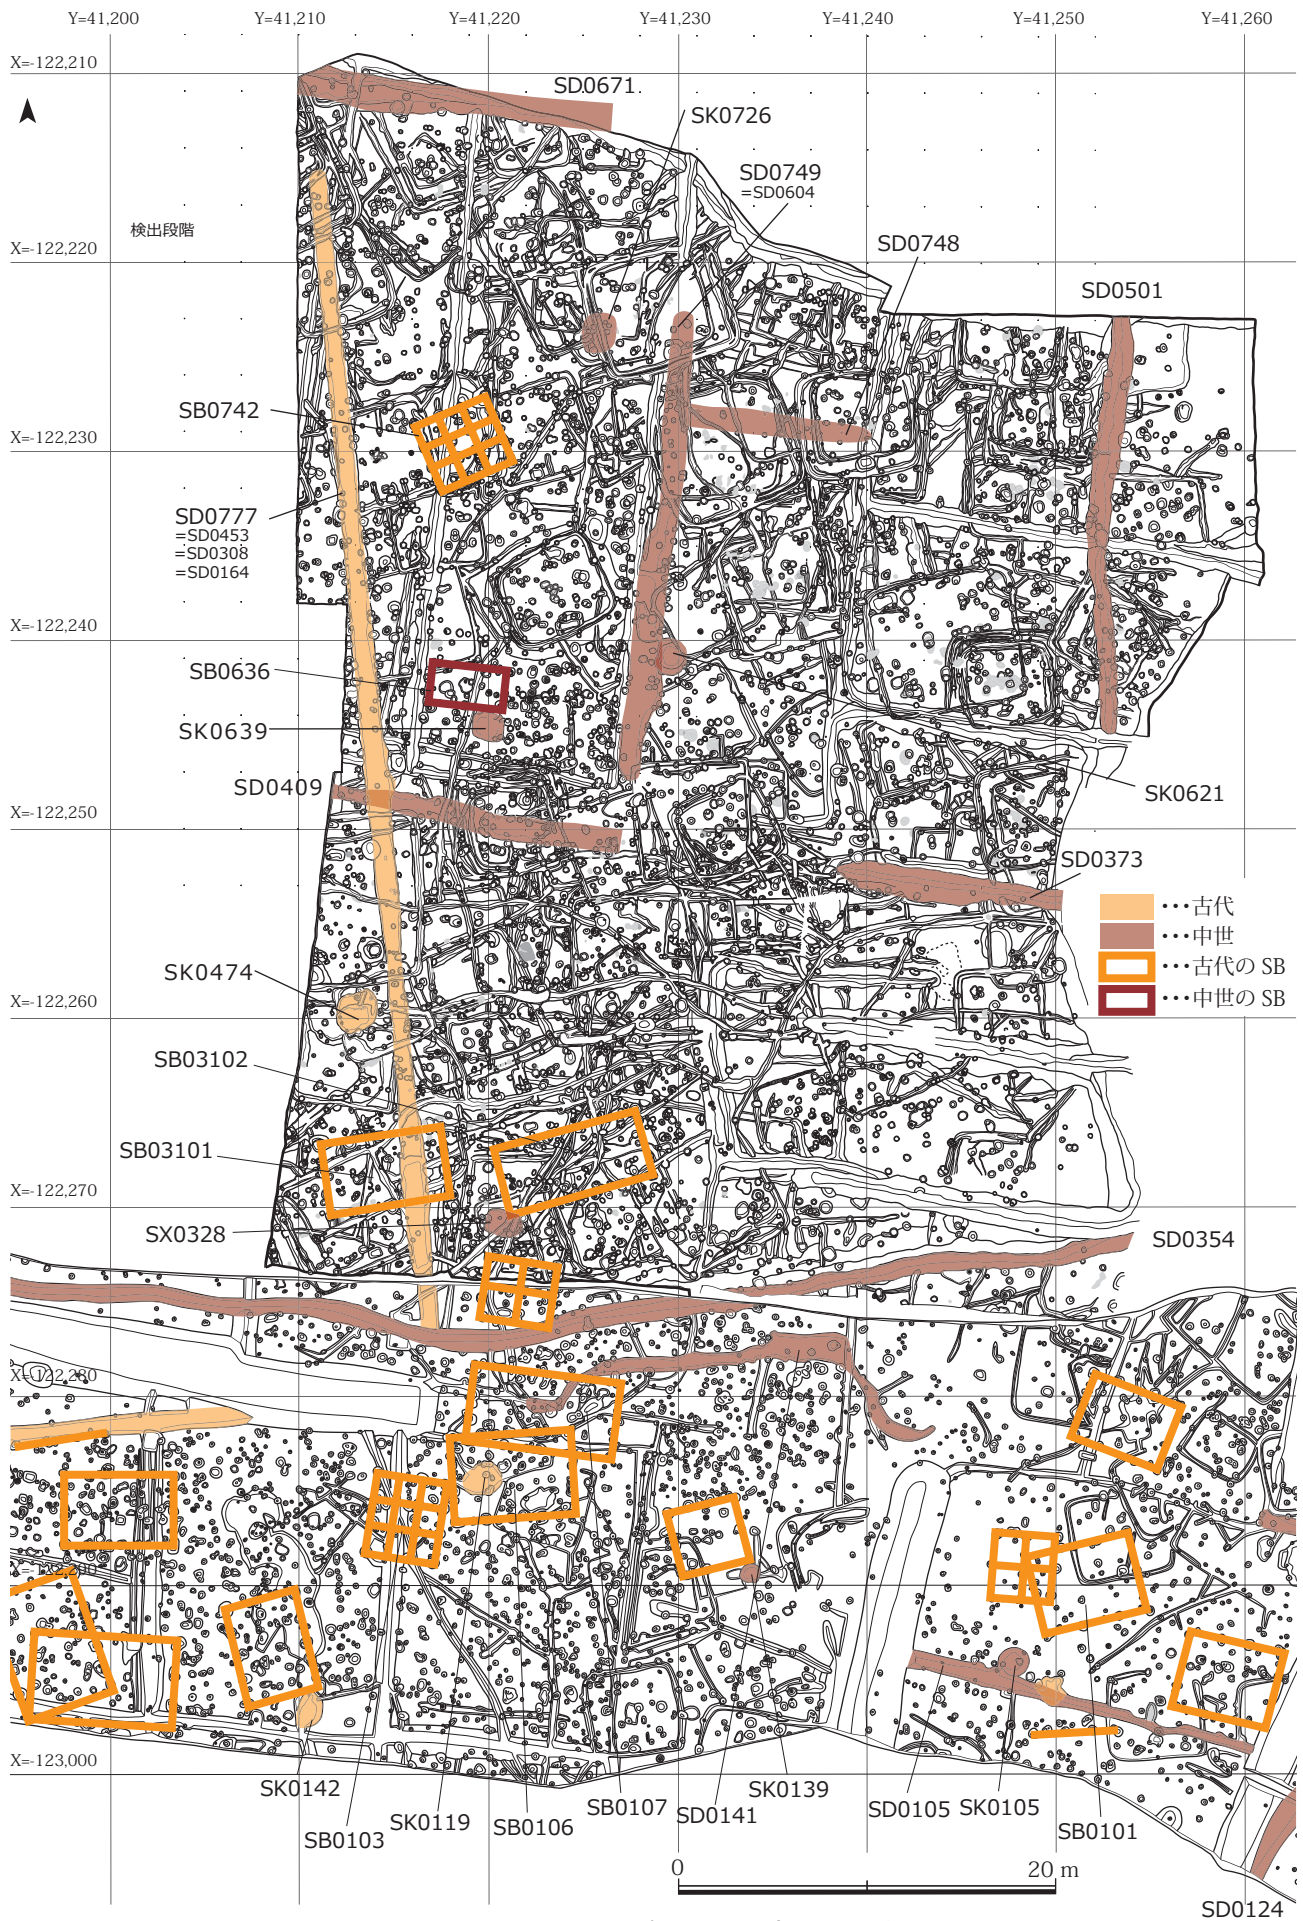 Y=41,200
Y=41,210
Y=41,220
Y=41,230
Y=41,240
Y=41,250
Y=41,260
X=-122,210
SD0671
SK0726
SD0749
=SD0604
検出段階
X=-122,220
SD0748
SD0501
SB0742
X=-122,230
SD0777
=SD0453
=SD0308
=SD0164
X=-122,240
SB0636
SK0639
SD0409
SK0621
X=-122,250
SD0373
•••古代
•••中世
•••古代の SB
•••中世の SB
SK0474
X=-122,260
SB03102
SB03101
X=-122,270
SX0328
SD0354
X=-122,280
X=-122,290
X=-123,000
SK0142
SB0103
SK0119
SB0106
SB0107
SD0141
SK0139
SD0105
SK0105
SB0101
0
20 m
SD0124